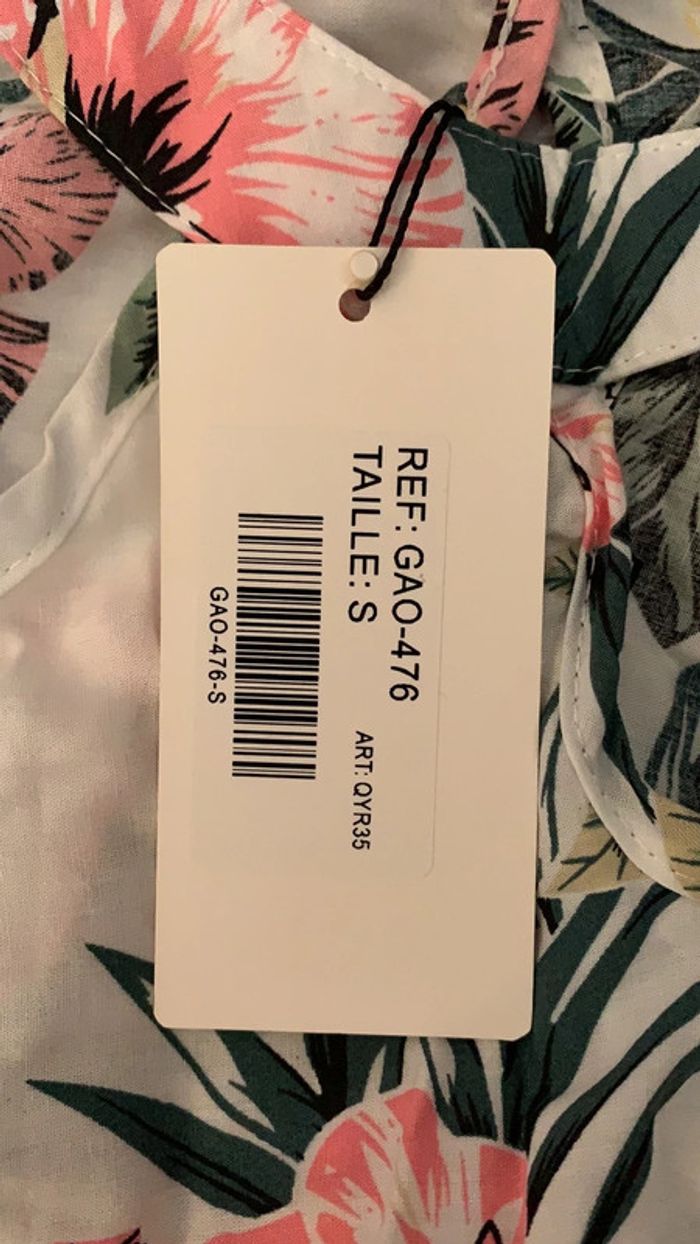 REF: GAO-476
TAILLE: S
ART: QYR35
GAO-476-S